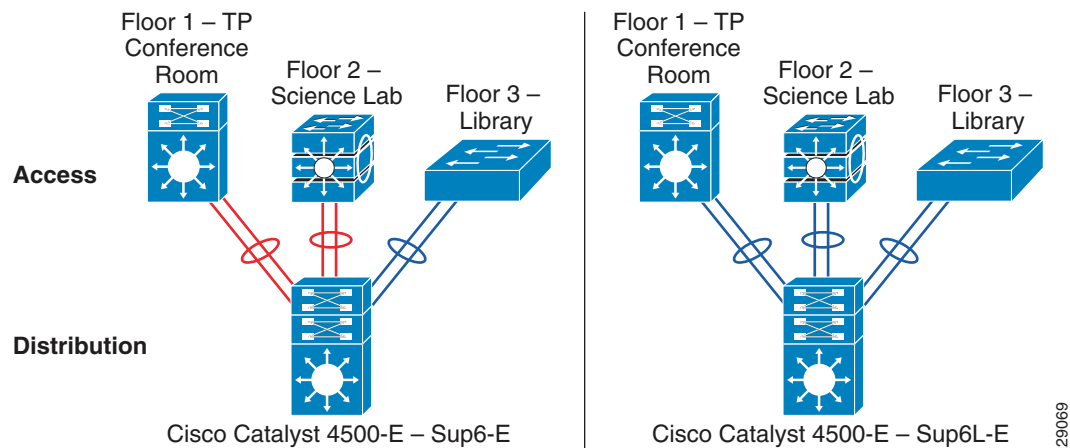 Floor 1 – TP
Conference
Room
Floor 2 –
Science Lab
Floor 3 –
Library
Access
Distribution
Cisco Catalyst 4500-E – Sup6-E
Floor 1 – TP
Conference
Room
Floor 2 –
Science Lab
Floor 3 –
Library
Cisco Catalyst 4500-E – Sup6L-E
29069